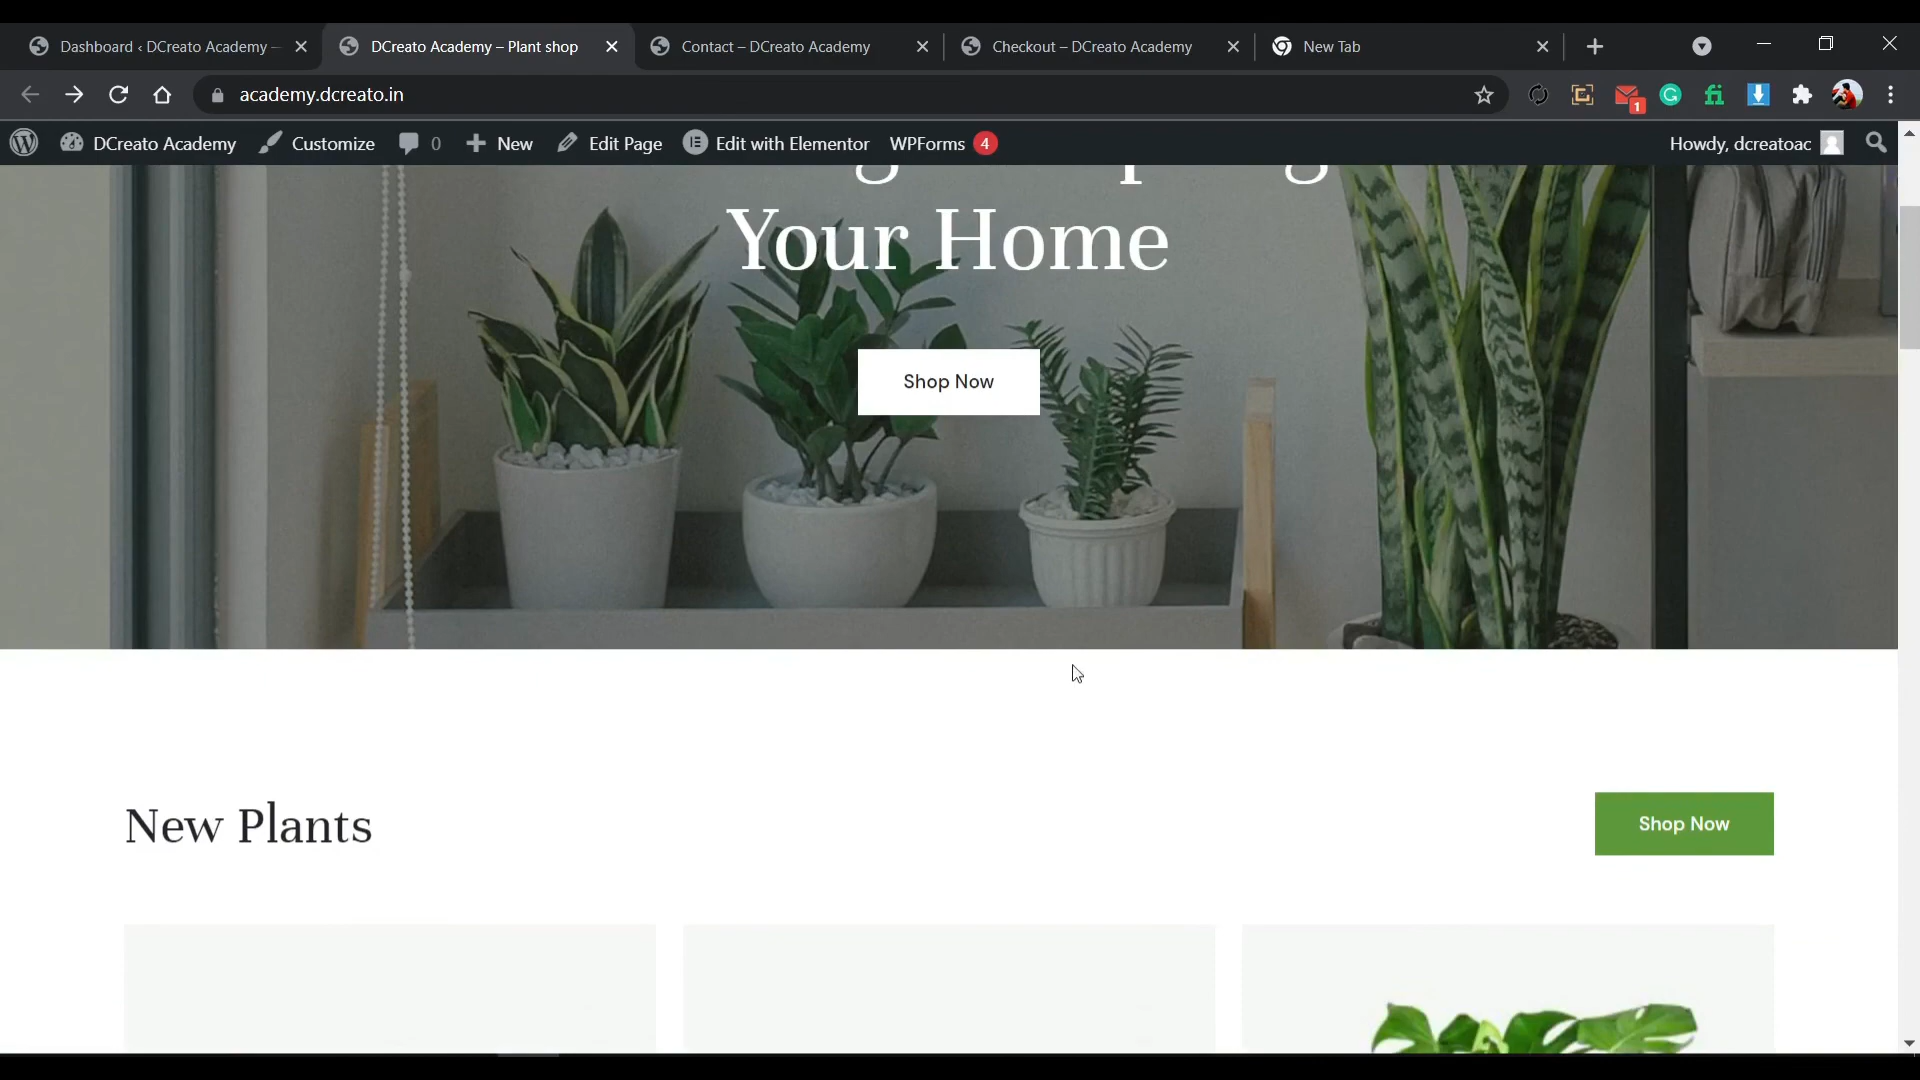 Dashboard ‹ DCreato Academy —
DCreato Academy – Plant shop
Contact – DCreato Academy
Checkout – DCreato Academy
New Tab
academy.dcreato.in
1
DCreato Academy
Customize
0
New
Edit Page
Edit with Elementor
WPForms 4
Howdy, dcreatoac
Your Home
Shop Now
New Plants
Shop Now